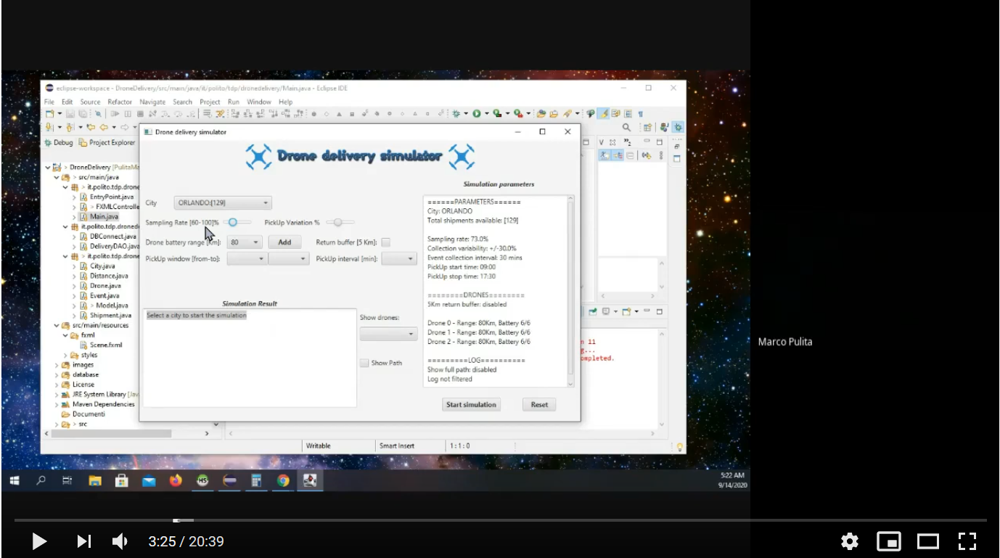 eclipse-workspace - DroneDelivery/src/main/java/it/polito/tdp/dronedelivery/Main.java - Eclipse IDE
File Edit Source Refactor Navigate Search Project Run Window Help
Debug Project Explorer
> DroneDelivery [PulitaMa
> src/main/java
> it.polito.tdp.drone
EntryPoint.java
> FXMLControlle
Main.java
it.polito.tdp.droned
DBConnect.java
DeliveryDAO.java
> it.polito.tdp.drone
City.java
Distance.java
Drone.java
Event.java
> Model.java
Shipment.java
src/main/resources
fxml
Scene.fxml
styles
images
database
License
JRE System Library [Jav
Maven Dependencies
Documenti
> src
Drone delivery simulator
Drone delivery simulator
Simulation parameters
City ORLANDO:[129]
Sampling Rate [60-100]% PickUp Variation %
Drone battery range [Km]: 80 Add Return buffer [5 Km]:
PickUp window [from-to]: PickUp interval [min]:
Simulation Result
Select a city to start the simulation
Show drones:
Show Path
======PARAMETERS======
City: ORLANDO
Total shipments available: [129]
Sampling rate: 73.0%
Collection variability: +/-30.0%
Event collection interval: 30 mins
PickUp start time: 09:00
PickUp stop time: 17:30
========DRONES========
5Km return buffer: disabled
Drone 0 - Range: 80Km, Battery 6/6
Drone 1 - Range: 80Km, Battery 6/6
Drone 2 - Range: 80Km, Battery 6/6
=========LOG==========
Show full path: disabled
Log not filtered
Start simulation Reset
n 11
g...
ompleted.
Writable Smart Insert 1 : 1 : 0
5:22 AM
9/14/2020
Marco Pulita
3:25 / 20:39